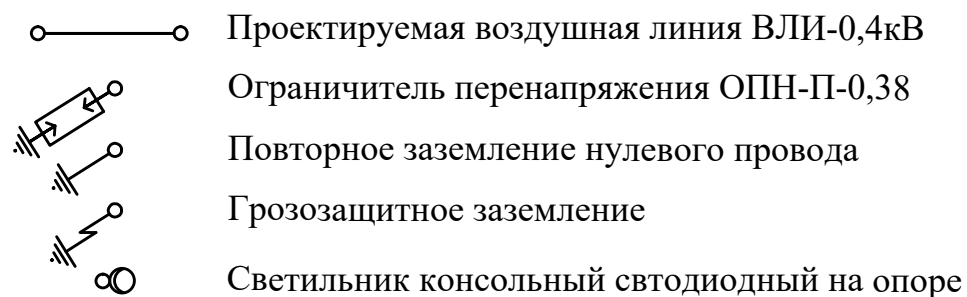 Проектируемая воздушная линия ВЛИ-0,4кВ
Ограничитель перенапряжения ОПН-П-0,38
Повторное заземление нулевого провода
Грозозащитное заземление
Светильник консольный свтодиодный на опоре